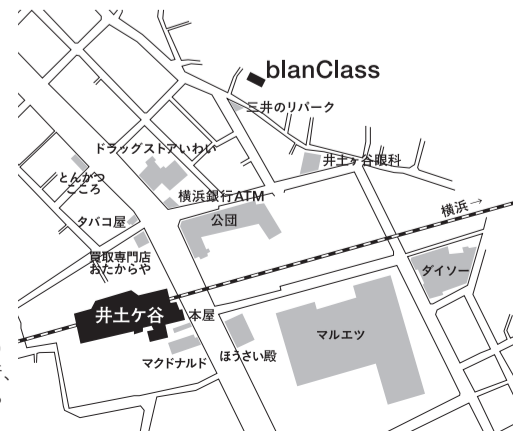 blanClass
三井のリパーク
ドラッグストアいわい
井土ヶ谷眼科
とんかつ
こころ
横浜銀行ATM
横浜→
タバコ屋
公団
買取専門店
おたからや
ダイソー
井土ケ谷
本屋
マルエツ
ほうさい殿
マクドナルド